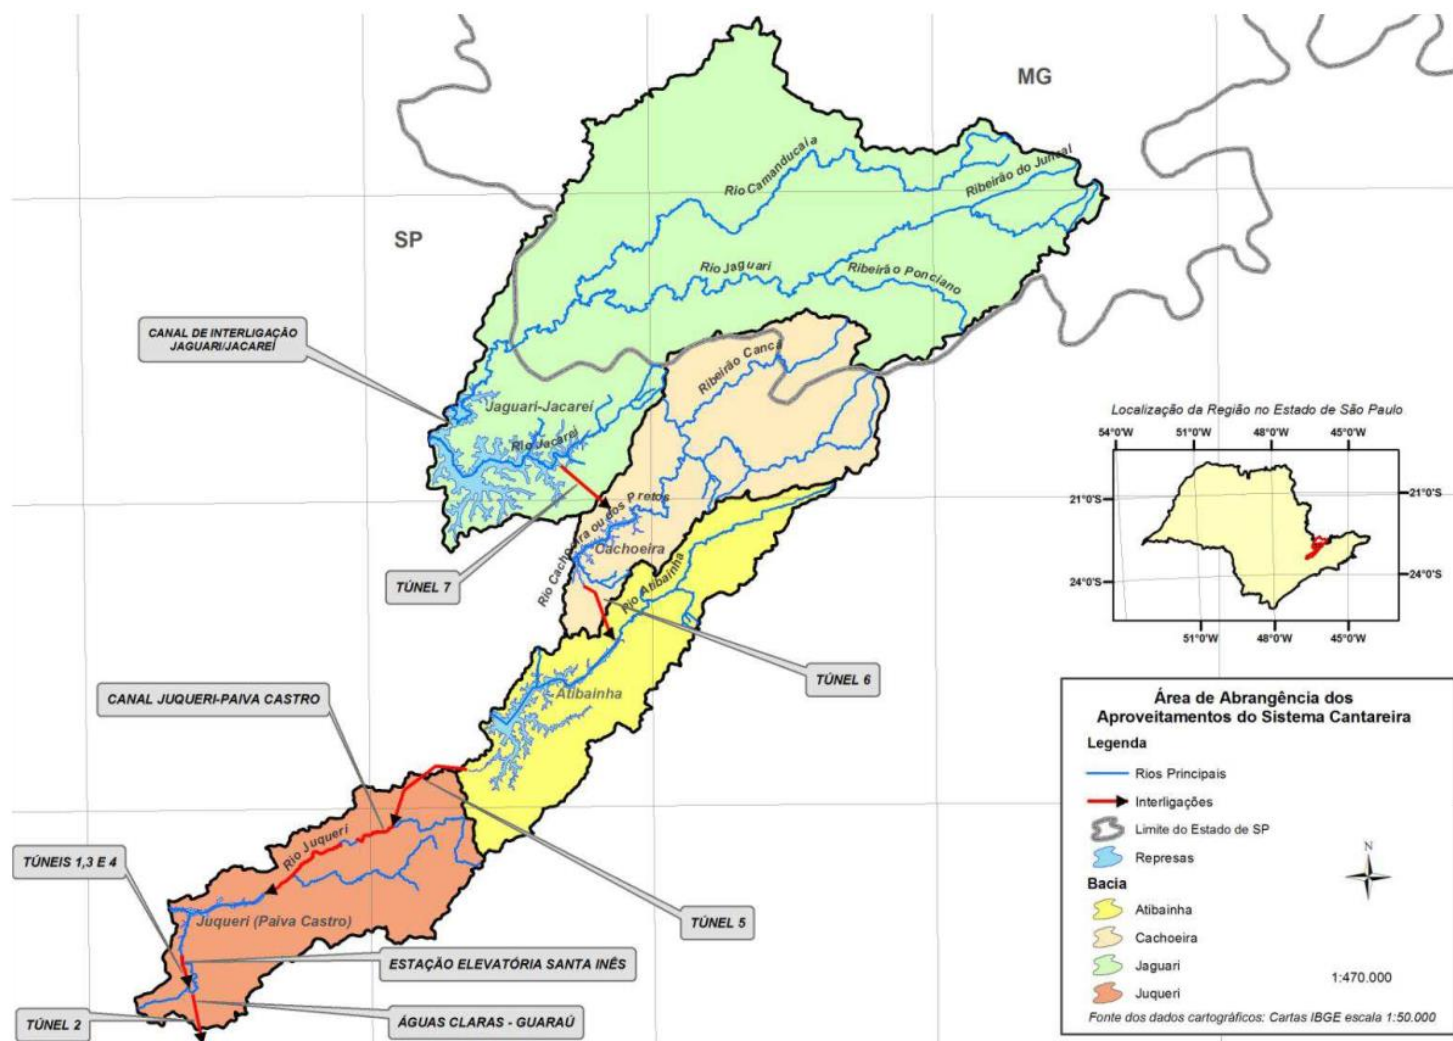 MG
SP
Rio Camanducaia
Ribeirão do Juncal
Rio Jaguari
Ribeirão Ponciano
CANAL DE INTERLIGAÇÃO
JAGUARI/JACAREÍ
Ribeirão Cancã
Jaguari-Jacareí
Rio Jacareí
Rio Cachoeira ou dos Pretos
Cachoeira
TÚNEL 7
Rio Atibainha
TÚNEL 6
Atibainha
CANAL JUQUERI-PAIVA CASTRO
Rio Juquerí
TÚNEIS 1,3 E 4
Juqueri (Paiva Castro)
TÚNEL 5
ESTAÇÃO ELEVATÓRIA SANTA INÊS
TÚNEL 2
ÁGUAS CLARAS - GUARAÚ
Localização da Região no Estado de São Paulo
54°0'W 51°0'W 48°0'W 45°0'W
21°0'S 21°0'S
24°0'S 24°0'S
51°0'W 48°0'W 45°0'W
Área de Abrangência dos
Aproveitamentos do Sistema Cantareira
Legenda
Rios Principais
Interligações
Limite do Estado de SP
Represas
Bacia
Atibainha
Cachoeira
Jaguari
Juqueri
N
1:470.000
Fonte dos dados cartográficos: Cartas IBGE escala 1:50.000